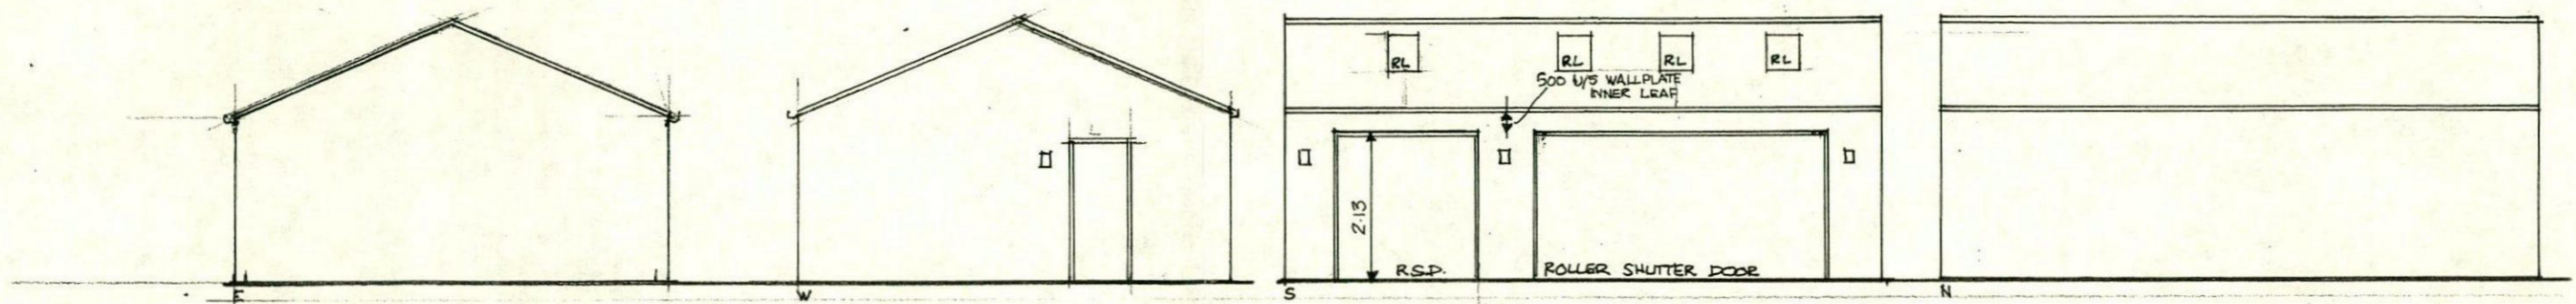 RL
RL
RL
RL
500 U/S WALLPLATE
INNER LEAF
L
2.13
R.S.D.
ROLLER SHUTTER DOOR
E
W
S
N